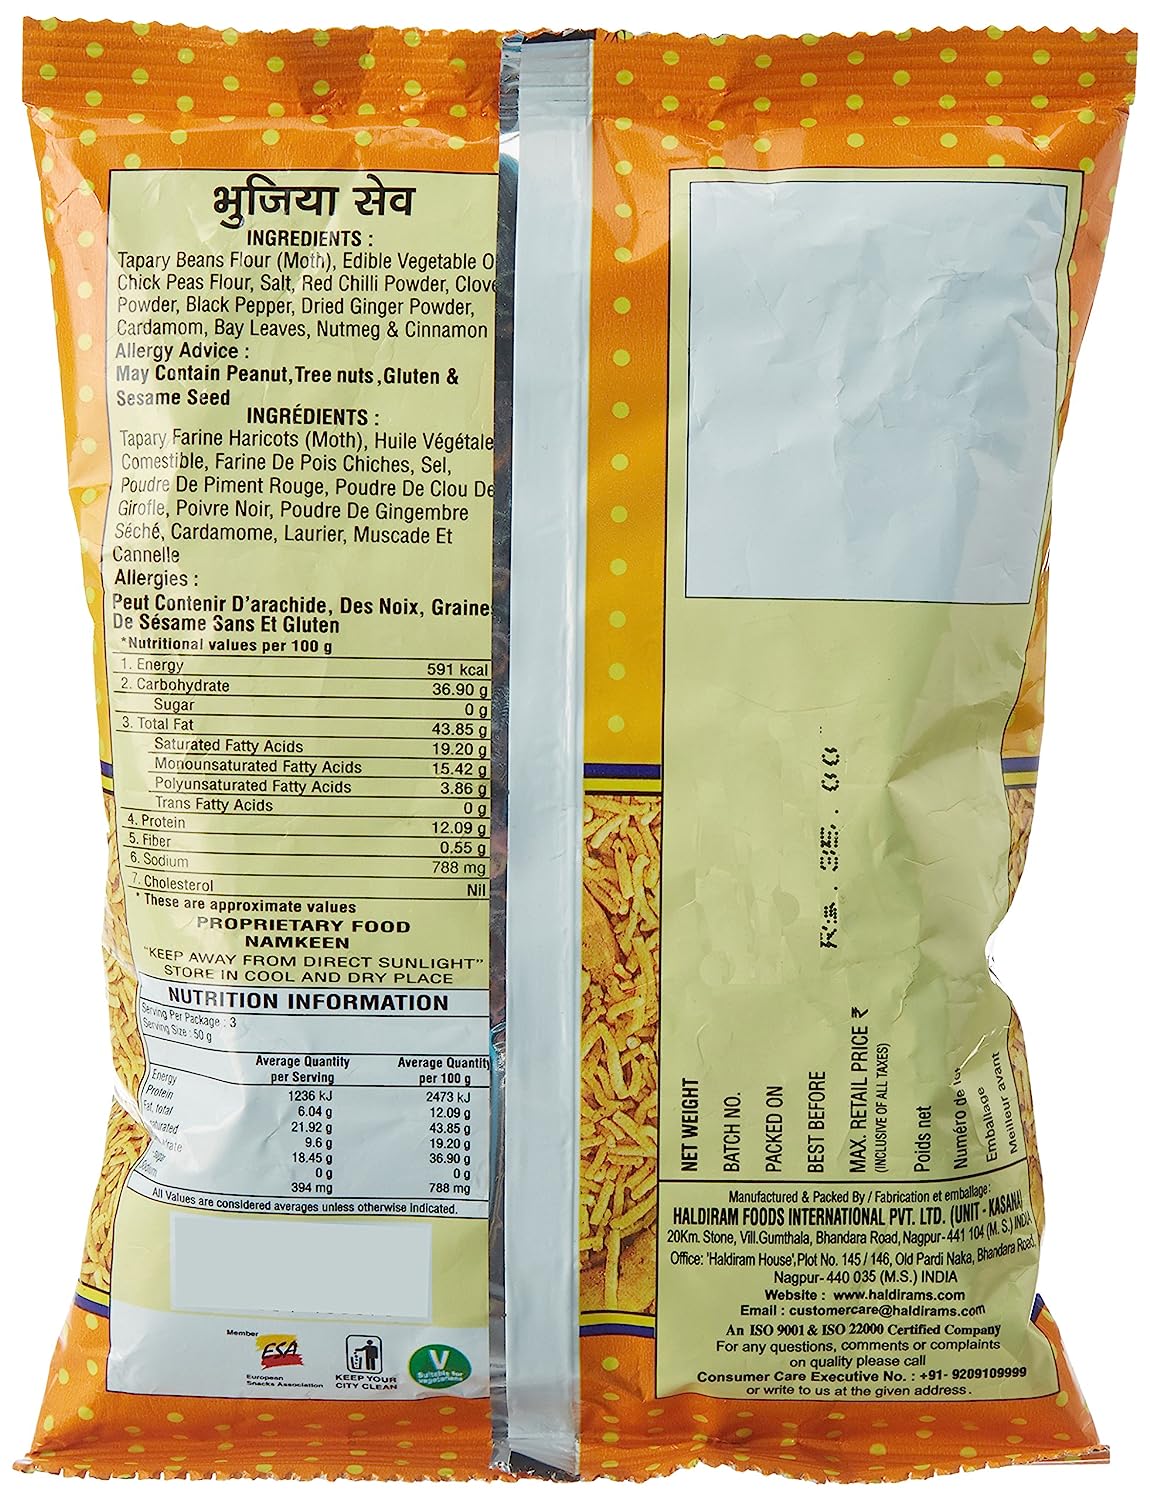 भुजिया सेव
INGREDIENTS :
Tapary Beans Flour (Moth), Edible Vegetable
Chick Peas Flour, Salt, Red Chilli Powder, Clove
Powder, Black Pepper, Dried Ginger Powder,
Cardamom, Bay Leaves, Nutmeg & Cinnamon
Allergy Advice :
May Contain Peanut,Tree nuts,Gluten &
Sesame Seed
INGRÉDIENTS :
Tapary Farine Haricots (Moth), Huile Végétale
Comestible, Farine De Pois Chiches, Sel,
Poudre De Piment Rouge, Poudre De Clou De
Girofle, Poivre Noir, Poudre De Gingembre
Séché, Cardamome, Laurier, Muscade Et
Cannelle
Allergies :
Peut Contenir D'arachide, Des Noix, Graine
De Sésame Sans Et Gluten
*Nutritional values per 100 g
1. Energy 591 kcal
2. Carbohydrate 36.90 g
Sugar 0 g
3. Total Fat 43.85 g
Saturated Fatty Acids 19.20 g
Monounsaturated Fatty Acids 15.42 g
Polyunsaturated Fatty Acids 3.86 g
Trans Fatty Acids 0 g
4. Protein 12.09 g
5. Fiber 0.55 g
6. Sodium 788 mg
7. Cholesterol Nil
* These are approximate values
PROPRIETARY FOOD
NAMKEEN
"KEEP AWAY FROM DIRECT SUNLIGHT"
STORE IN COOL AND DRY PLACE
NUTRITION INFORMATION
Serving Per Package : 3
Serving Size : 50 g
Average Quantity Average Quantity
per Serving per 100 g
Energy 1236 kJ 2473 kJ
Protein 6.04 g 12.09 g
Fat, total 21.92 g 43.85 g
9.6 g 19.20 g
18.45 g 36.90 g
0 g 0 g
394 mg 788 mg
All Values are considered averages unless otherwise Indicated.
Member
ESA
European
Snacks Association
KEEP YOUR
CITY CLEAN
V
Suitable for
vegetarians
NET WEIGHT
BATCH NO.
PACKED ON
BEST BEFORE
MAX. RETAIL PRICE ₹
(INCLUSIVE OF ALL TAXES)
Poids net
Numéro de
Emballage
Meilleur avant
Manufactured & Packed By / Fabrication et emballage:
HALDIRAM FOODS INTERNATIONAL PVT. LTD. (UNIT - KASANA)
20Km. Stone, Vill.Gumthala, Bhandara Road, Nagpur-441 104 (M. S.) INDIA
Office: 'Haldiram House', Plot No. 145 / 146, Old Pardi Naka, Bhandara Road,
Nagpur- 440 035 (M.S.) INDIA
Website : www.haldirams.com
Email : customercare@haldirams.com
An ISO 9001 & ISO 22000 Certified Company
For any questions, comments or complaints
on quality please call
Consumer Care Executive No. : +91- 9209109999
or write to us at the given address.